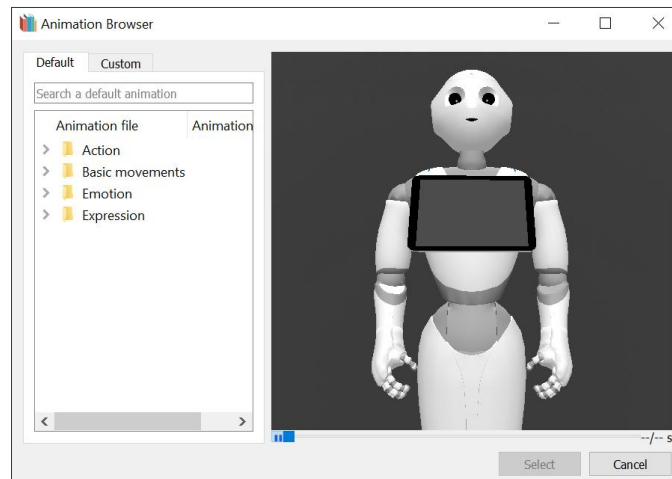 Animation Browser
Default Custom
Search a default animation
Animation file Animation
Action
Basic movements
Emotion
Expression
--/-- s
Select Cancel